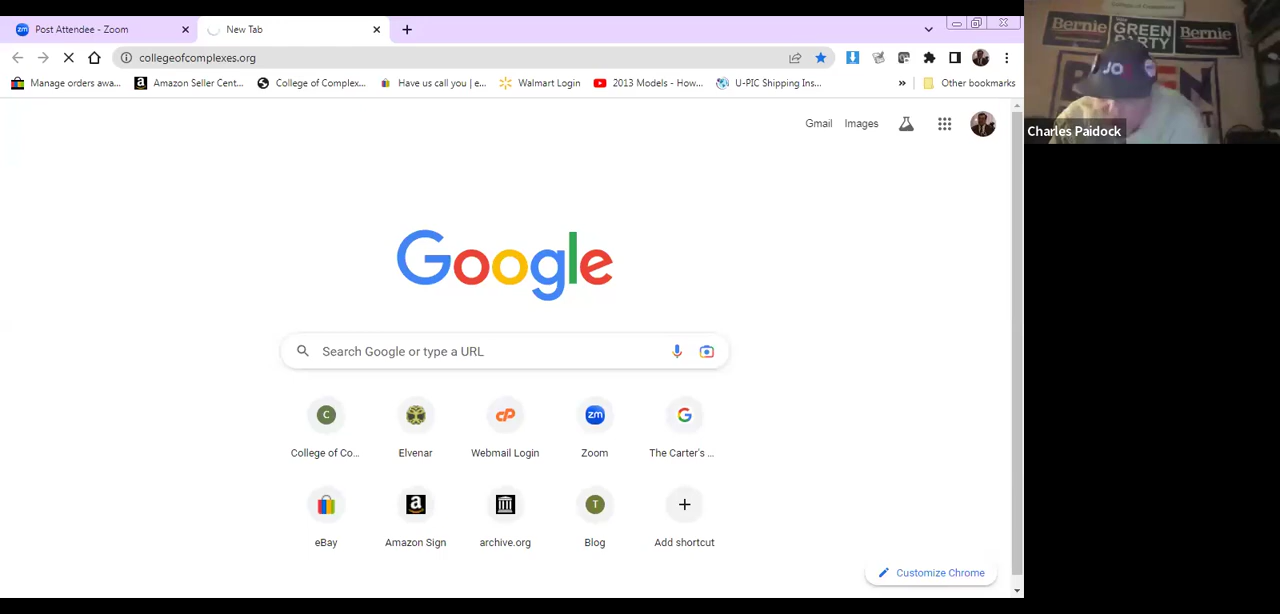 Post Attendee - Zoom
New Tab
collegeofcomplexes.org
Manage orders awa...
Amazon Seller Cent...
College of Complex...
Have us call you | e...
Walmart Login
2013 Models - How...
U-PIC Shipping Ins...
»
Other bookmarks
Gmail
Images
Google
Search Google or type a URL
College of Co...
Elvenar
Webmail Login
Zoom
The Carter's ...
eBay
Amazon Sign
archive.org
Blog
Add shortcut
Customize Chrome
Bernie
GREEN
PARTY
Bernie
JO
Charles Paidock